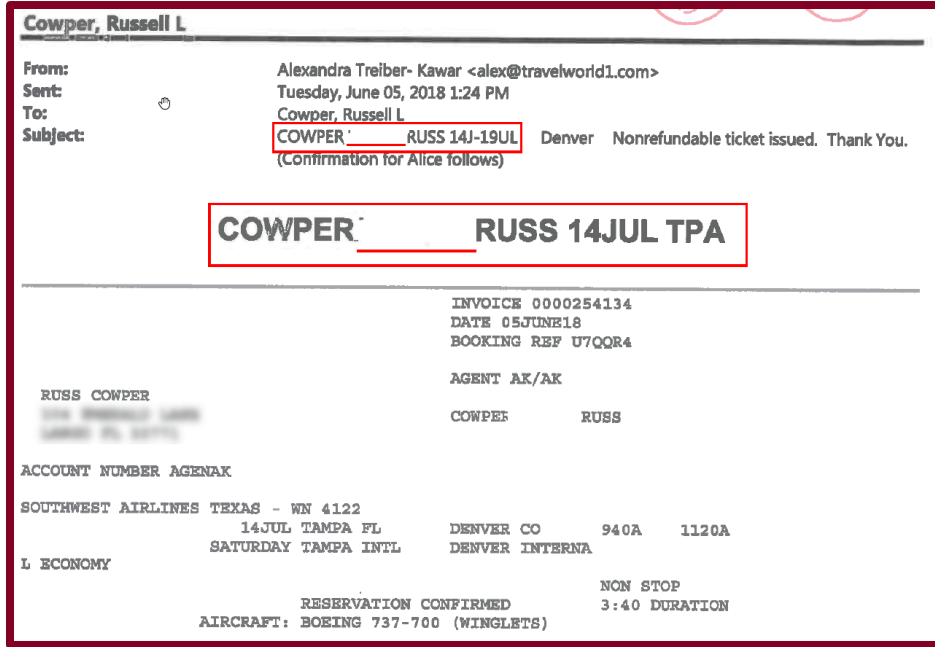 Cowper, Russell L
From: Alexandra Treiber- Kawar <alex@travelworld1.com>
Sent: Tuesday, June 05, 2018 1:24 PM
To: Cowper, Russell L
Subject: COWPER RUSS 14J-19UL Denver Nonrefundable ticket issued. Thank You.
(Confirmation for Alice follows)
COWPER RUSS 14JUL TPA
INVOICE 0000254134
DATE 05JUNE18
BOOKING REF U7QQR4
AGENT AK/AK
RUSS COWPER
COWPER RUSS
ACCOUNT NUMBER AGENAK
SOUTHWEST AIRLINES TEXAS - WN 4122
14JUL TAMPA FL DENVER CO 940A 1120A
SATURDAY TAMPA INTL DENVER INTERNA
L ECONOMY
NON STOP
RESERVATION CONFIRMED 3:40 DURATION
AIRCRAFT: BOEING 737-700 (WINGLETS)